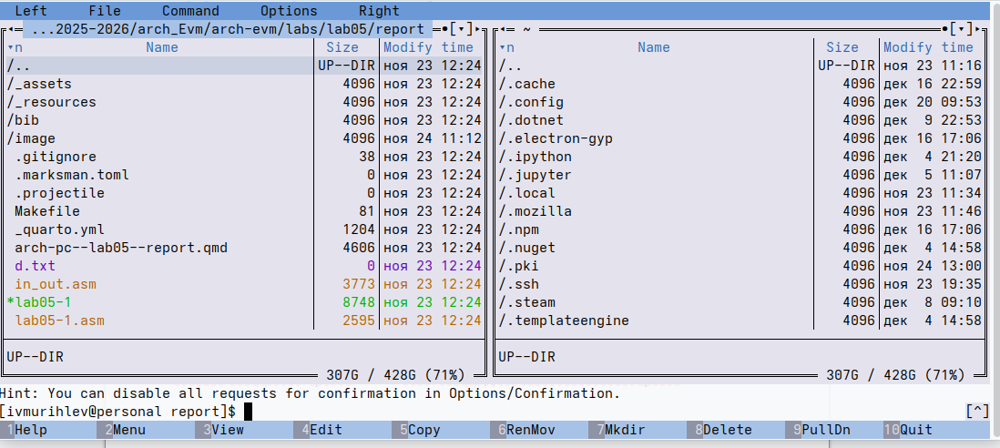 Left File Command Options Right
...2025-2026/arch_Evm/arch-evm/labs/lab05/report ~
▾n Name Size Modify time ▾n Name Size Modify time
/.. UP--DIR ноя 23 12:24 /.. UP--DIR ноя 23 11:16
/_assets 4096 ноя 23 12:24 /.cache 4096 дек 16 22:59
/_resources 4096 ноя 23 12:24 /.config 4096 дек 20 09:53
/bib 4096 ноя 23 12:24 /.dotnet 4096 дек 9 22:53
/image 4096 ноя 24 11:12 /.electron-gyp 4096 дек 16 17:06
.gitignore 38 ноя 23 12:24 /.ipython 4096 дек 4 21:20
.marksman.toml 0 ноя 23 12:24 /.jupyter 4096 дек 5 11:07
.projectile 0 ноя 23 12:24 /.local 4096 ноя 23 11:34
Makefile 81 ноя 23 12:24 /.mozilla 4096 ноя 23 11:46
_quarto.yml 1204 ноя 23 12:24 /.npm 4096 дек 16 17:06
arch-pc--lab05--report.qmd 4606 ноя 23 12:24 /.nuget 4096 дек 4 14:58
d.txt 0 ноя 23 12:24 /.pki 4096 ноя 24 13:00
in_out.asm 3773 ноя 23 12:24 /.ssh 4096 ноя 23 19:35
*lab05-1 8748 ноя 23 12:24 /.steam 4096 дек 8 09:10
lab05-1.asm 2595 ноя 23 12:24 /.templateengine 4096 дек 4 14:58
UP--DIR UP--DIR
307G / 428G (71%) 307G / 428G (71%)
Hint: You can disable all requests for confirmation in Options/Confirmation.
[ivmurihlev@personal report]$ [^]
1Help 2Menu 3View 4Edit 5Copy 6RenMov 7Mkdir 8Delete 9PullDn 10Quit